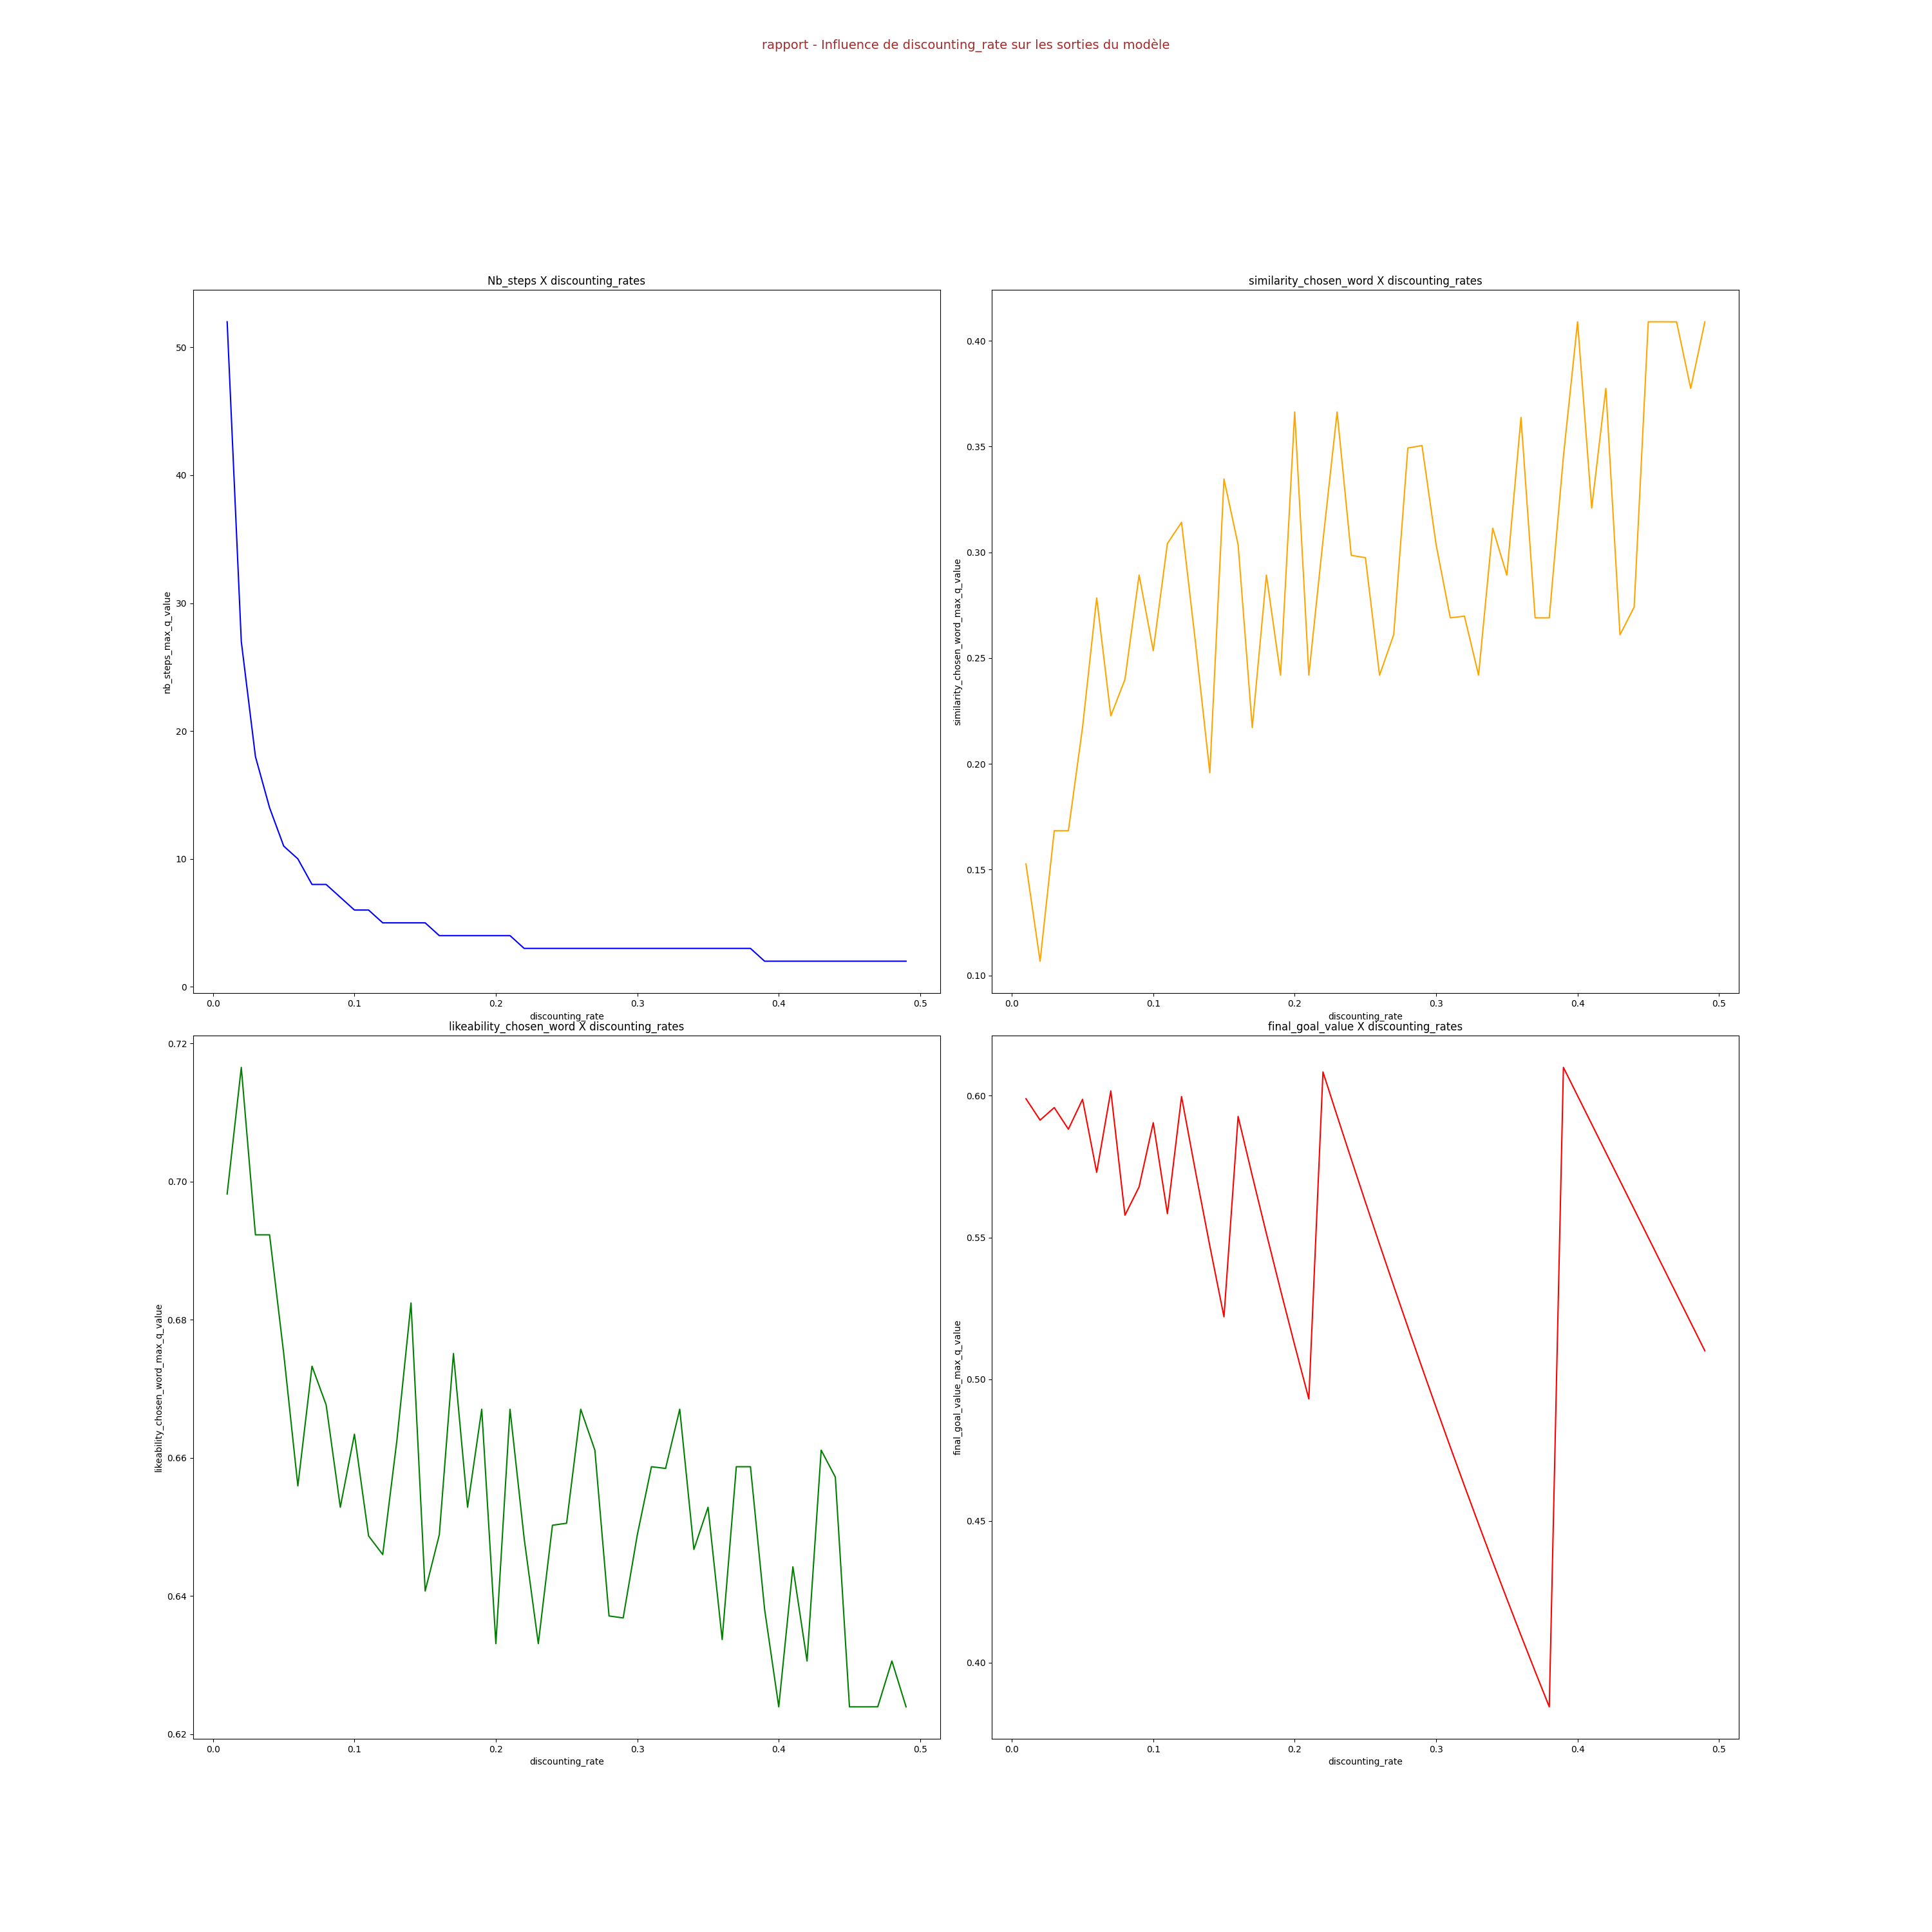 rapport - Influence de discounting_rate sur les sorties du modèle
Nb_steps X discounting_rates
nb_steps_max_q_value
50
40
30
20
10
0
0.0 0.1 0.2 0.3 0.4 0.5
discounting_rate
similarity_chosen_word X discounting_rates
similarity_chosen_word_max_q_value
0.40
0.35
0.30
0.25
0.20
0.15
0.10
0.0 0.1 0.2 0.3 0.4 0.5
discounting_rate
likeability_chosen_word X discounting_rates
likeability_chosen_word_max_q_value
0.72
0.70
0.68
0.66
0.64
0.62
0.0 0.1 0.2 0.3 0.4 0.5
discounting_rate
final_goal_value X discounting_rates
final_goal_value_max_q_value
0.60
0.55
0.50
0.45
0.40
0.0 0.1 0.2 0.3 0.4 0.5
discounting_rate